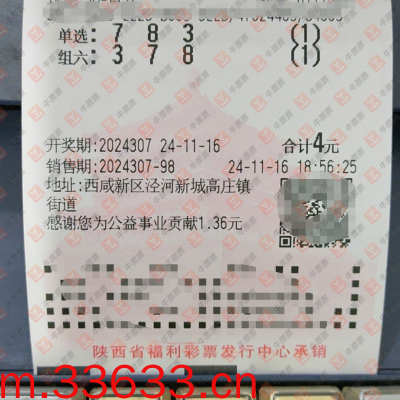 单选: 7 8 3 (1)
组六: 3 7 8 (1)
开奖期:2024307 24-11-16 合计4元
销售期:2024307-98 24-11-16 18:56:25
地址:西咸新区泾河新城高庄镇
街道
感谢您为公益事业贡献1.36元
陕西省福利彩票发行中心承销
m.33633.cn